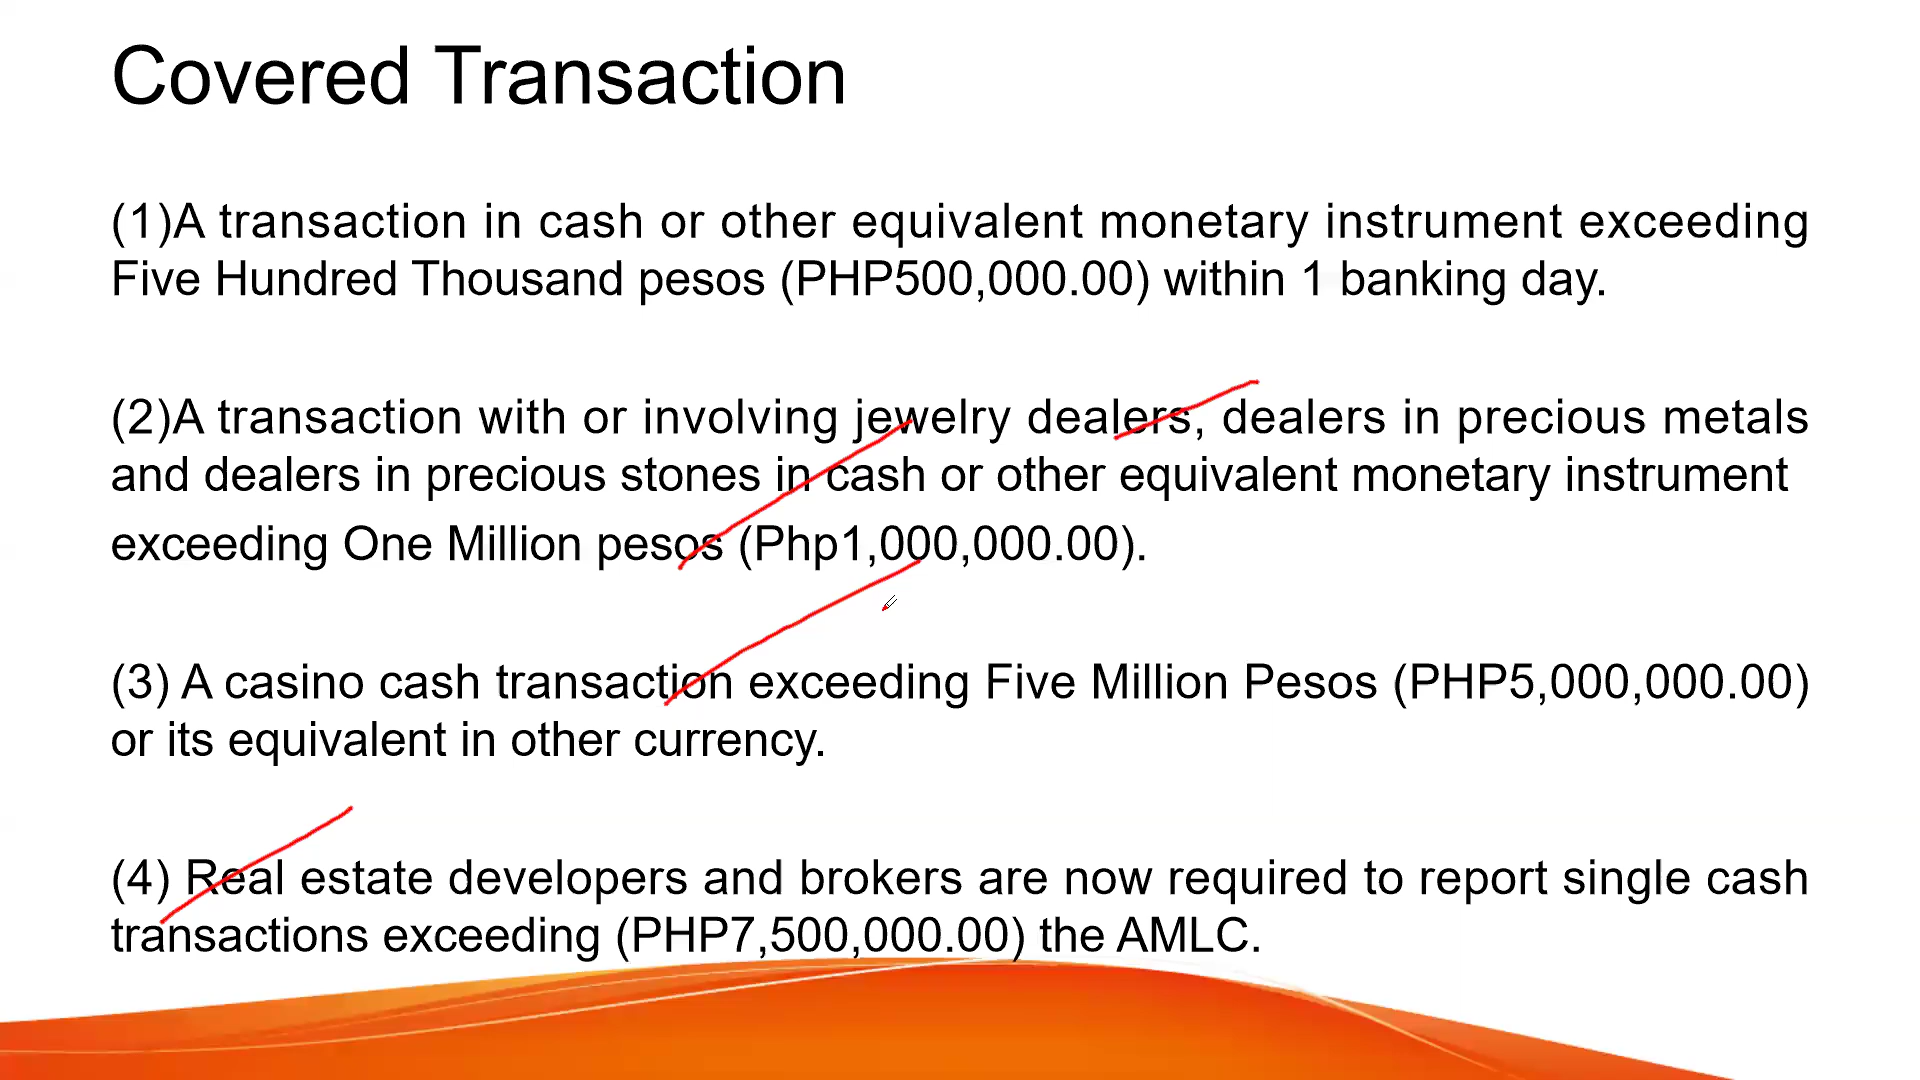 Covered Transaction
(1)A transaction in cash or other equivalent monetary instrument exceeding
Five Hundred Thousand pesos (PHP500,000.00) within 1 banking day.
(2)A transaction with or involving jewelry dealers, dealers in precious metals
and dealers in precious stones in cash or other equivalent monetary instrument
exceeding One Million pesos (Php1,000,000.00).
(3) A casino cash transaction exceeding Five Million Pesos (PHP5,000,000.00)
or its equivalent in other currency.
(4) Real estate developers and brokers are now required to report single cash
transactions exceeding (PHP7,500,000.00) the AMLC.